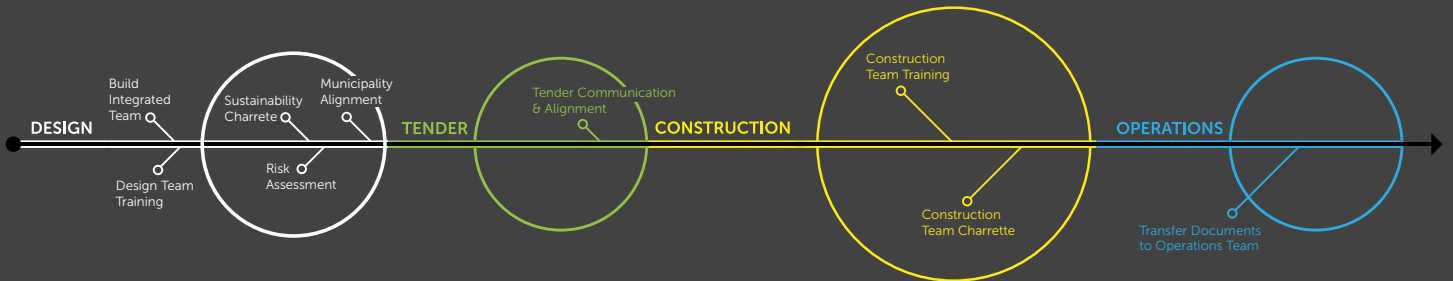 DESIGN
Build
Integrated
Team
Design Team
Training
Sustainability
Charrete
Risk
Assessment
Municipality
Alignment
TENDER
Tender Communication
& Alignment
CONSTRUCTION
Construction
Team Training
Construction
Team Charrette
OPERATIONS
Transfer Documents
to Operations Team